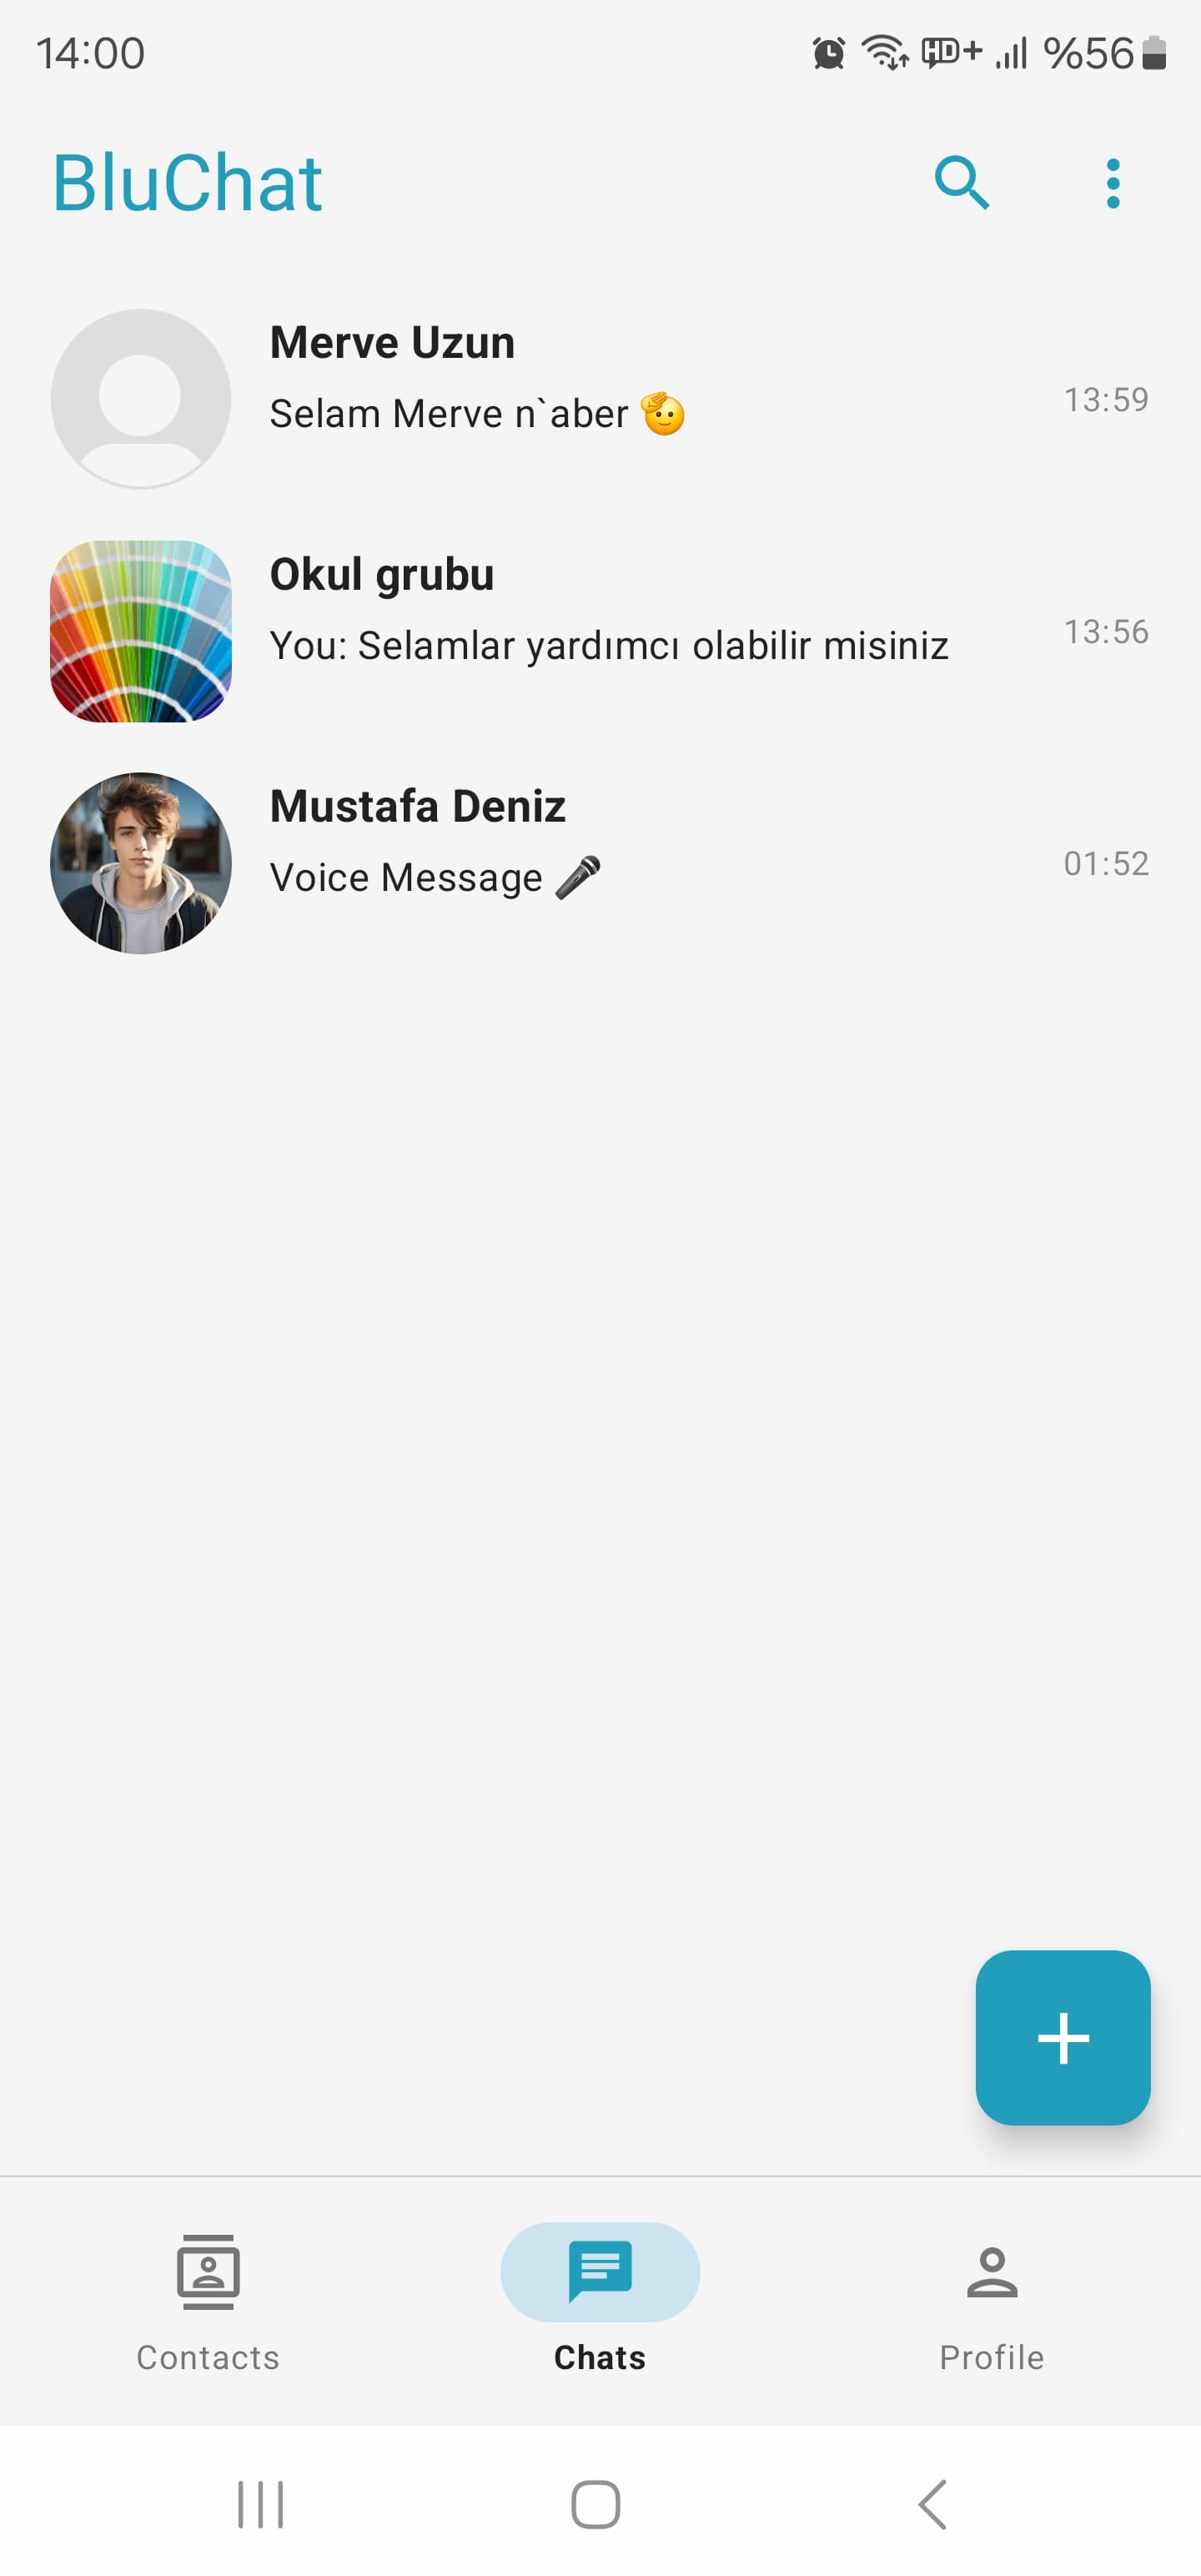 14:00 HD+ %56
BluChat
Merve Uzun
Selam Merve n`aber 🫡
13:59
Okul grubu
You: Selamlar yardımcı olabilir misiniz
13:56
Mustafa Deniz
Voice Message 🎤
01:52
Contacts Chats Profile